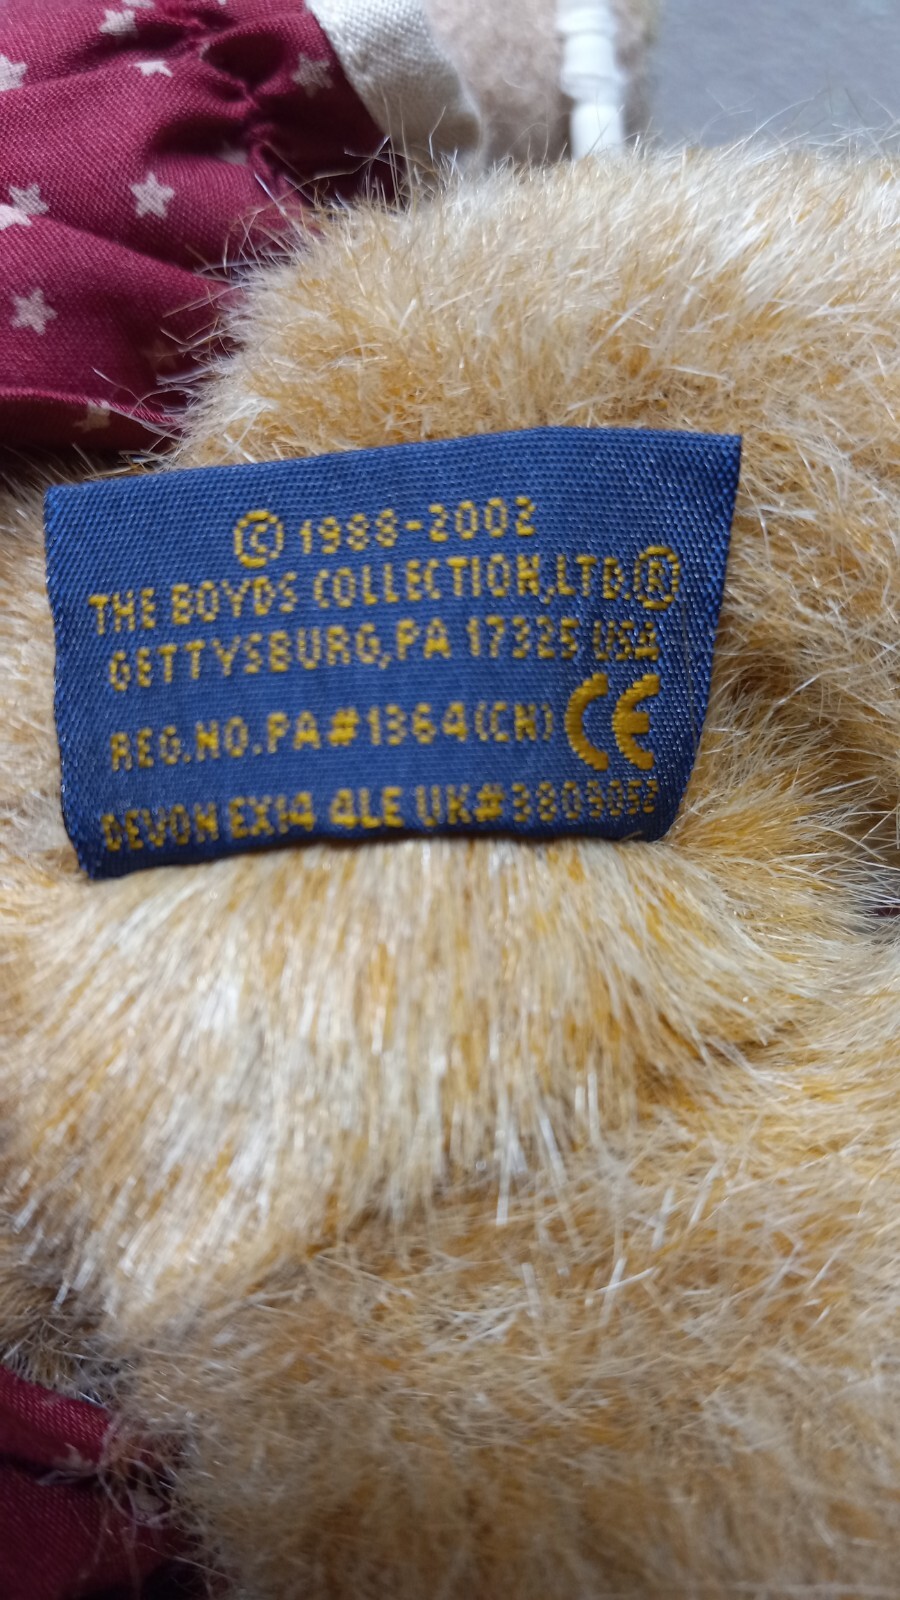 © 1988-2002
THE BOYDS COLLECTION,LTD.®
GETTYSBURG,PA 17325 USA
REG.NO.PA#1364(CN) CE
DEVON EX14 4LE UK#3809053